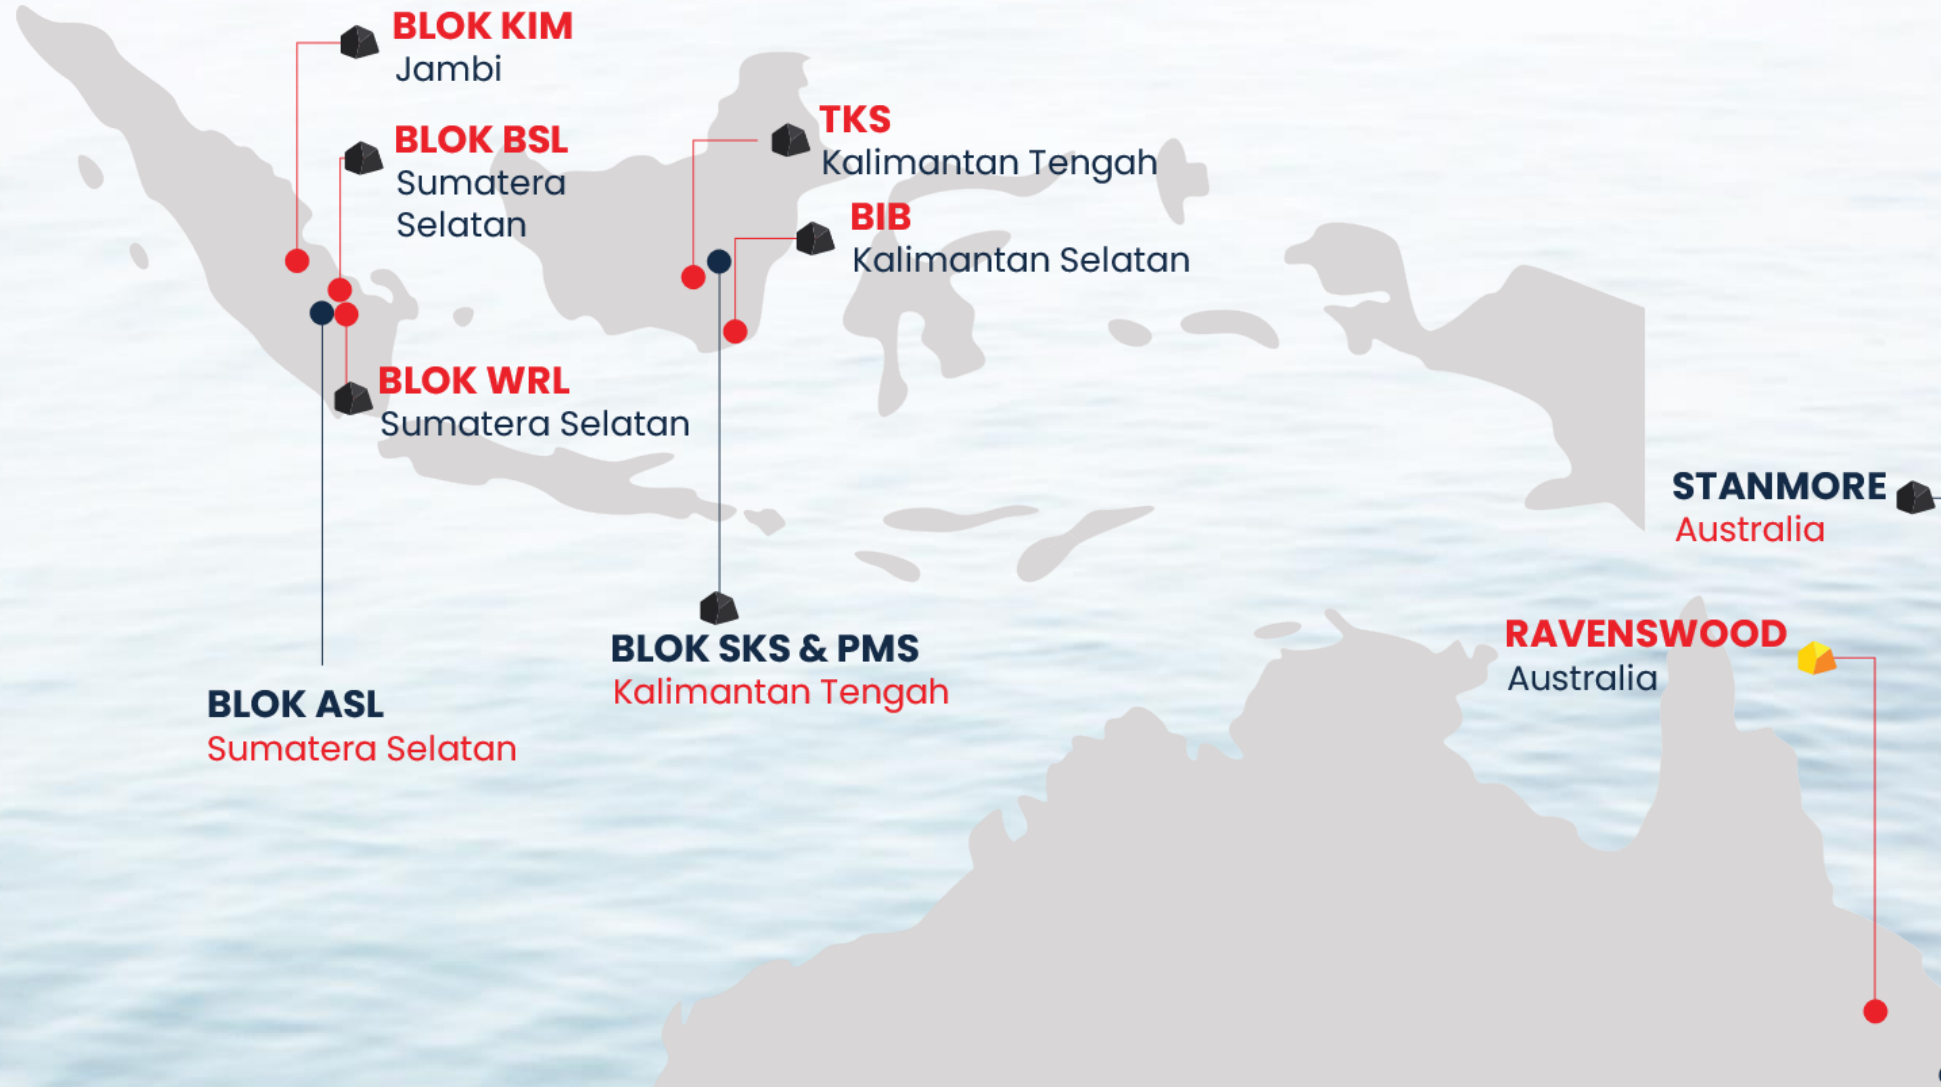 BLOK KIM
Jambi
BLOK BSL
Sumatera
Selatan
TKS
Kalimantan Tengah
BIB
Kalimantan Selatan
BLOK WRL
Sumatera Selatan
STANMORE
Australia
RAVENSWOOD
Australia
BLOK SKS & PMS
Kalimantan Tengah
BLOK ASL
Sumatera Selatan